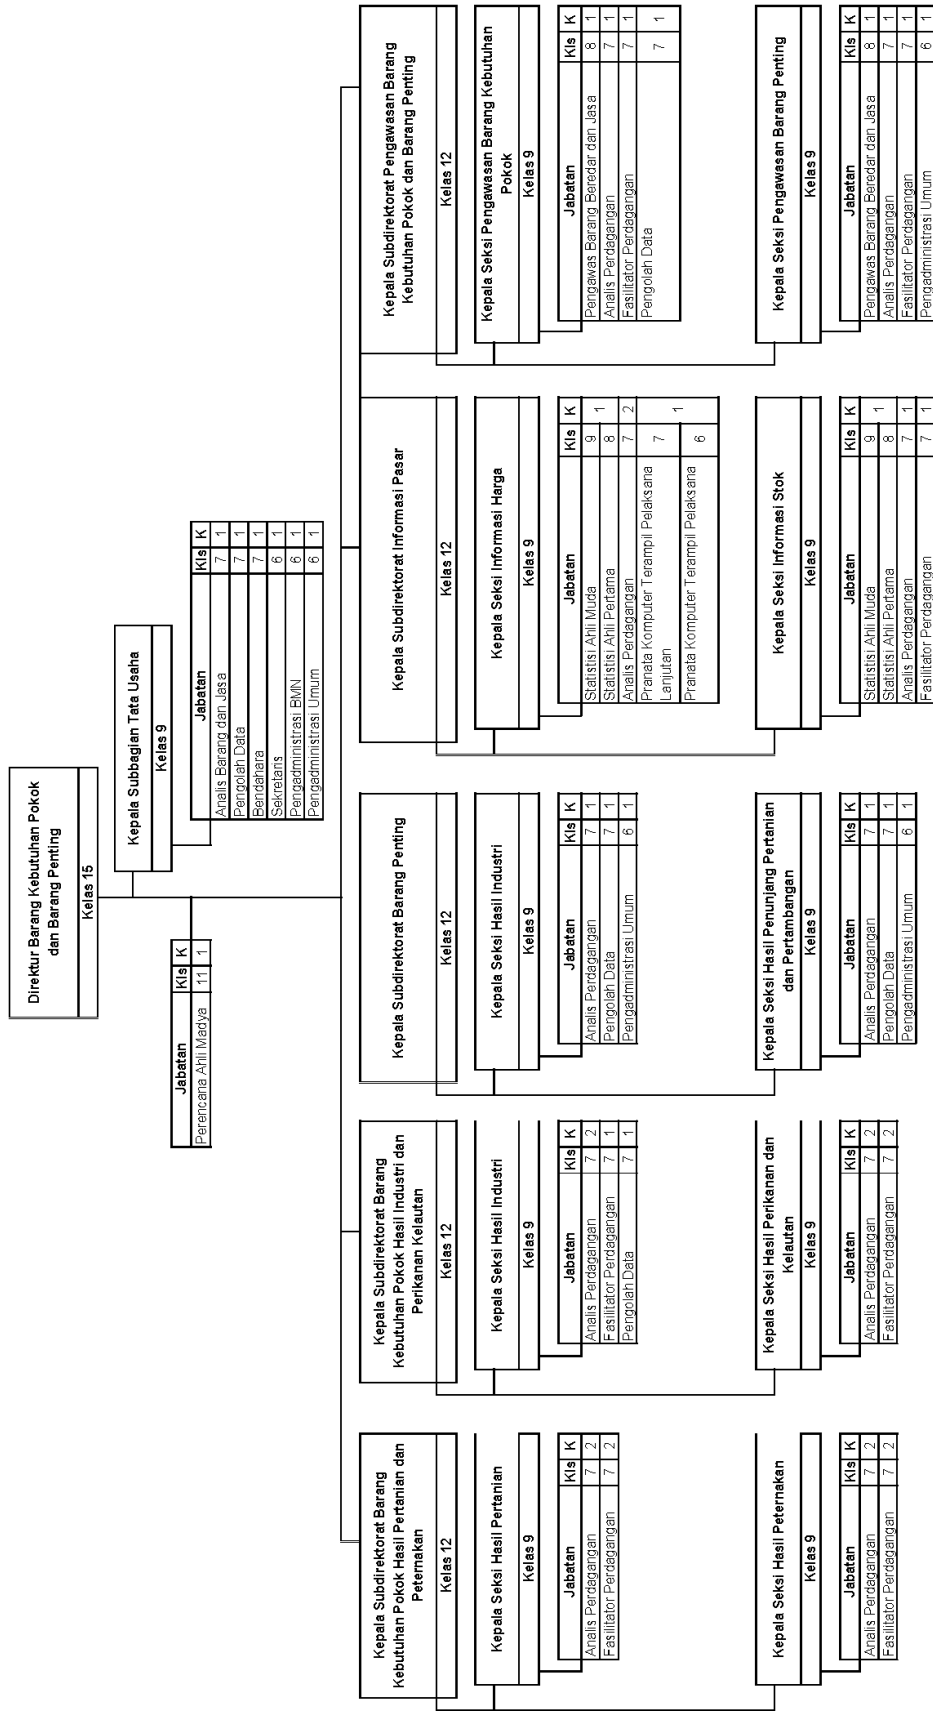 Direktur Barang Kebutuhan Pokok
dan Barang Penting
Kelas 15
Jabatan Kls K
Perencana Ahli Madya 11 1
Kepala Subbagian Tata Usaha
Kelas 9
Jabatan Kls K
Analis Barang dan Jasa 7 1
Pengolah Data 7 1
Bendahara 7 1
Sekretaris 6 1
Pengadministrasi BMN 6 1
Pengadministrasi Umum 6 1
Kepala Subdirektorat Barang
Kebutuhan Pokok Hasil Pertanian dan
Peternakan
Kelas 12
Kepala Seksi Hasil Pertanian
Kelas 9
Jabatan Kls K
Analis Perdagangan 7 2
Fasilitator Perdagangan 7 2
Kepala Seksi Hasil Peternakan
Kelas 9
Jabatan Kls K
Analis Perdagangan 7 2
Fasilitator Perdagangan 7 2
Kepala Subdirektorat Barang
Kebutuhan Pokok Hasil Industri dan
Perikanan Kelautan
Kelas 12
Kepala Seksi Hasil Industri
Kelas 9
Jabatan Kls K
Analis Perdagangan 7 2
Fasilitator Perdagangan 7 1
Pengolah Data 7 1
Kepala Seksi Hasil Perikanan dan
Kelautan
Kelas 9
Jabatan Kls K
Analis Perdagangan 7 2
Fasilitator Perdagangan 7 2
Kepala Subdirektorat Barang Penting
Kelas 12
Kepala Seksi Hasil Industri
Kelas 9
Jabatan Kls K
Analis Perdagangan 7 1
Pengolah Data 7 1
Pengadministrasi Umum 6 1
Kepala Seksi Hasil Penunjang Pertanian
dan Pertambangan
Kelas 9
Jabatan Kls K
Analis Perdagangan 7 1
Pengolah Data 7 1
Pengadministrasi Umum 6 1
Kepala Subdirektorat Informasi Pasar
Kelas 12
Kepala Seksi Informasi Harga
Kelas 9
Jabatan Kls K
Statistisi Ahli Muda 9 1
Statistisi Ahli Pertama 8
Analis Perdagangan 7 2
Pranata Komputer Terampil Pelaksana
Lanjutan 7 1
Pranata Komputer Terampil Pelaksana 6
Kepala Seksi Informasi Stok
Kelas 9
Jabatan Kls K
Statistisi Ahli Muda 9 1
Statistisi Ahli Pertama 8
Analis Perdagangan 7 1
Fasilitator Perdagangan 7 1
Kepala Subdirektorat Pengawasan Barang
Kebutuhan Pokok dan Barang Penting
Kelas 12
Kepala Seksi Pengawasan Barang Kebutuhan
Pokok
Kelas 9
Jabatan Kls K
Pengawas Barang Beredar dan Jasa 8 1
Analis Perdagangan 7 1
Fasilitator Perdagangan 7 1
Pengolah Data 7 1
Kepala Seksi Pengawasan Barang Penting
Kelas 9
Jabatan Kls K
Pengawas Barang Beredar dan Jasa 8 1
Analis Perdagangan 7 1
Fasilitator Perdagangan 7 1
Pengadministrasi Umum 6 1